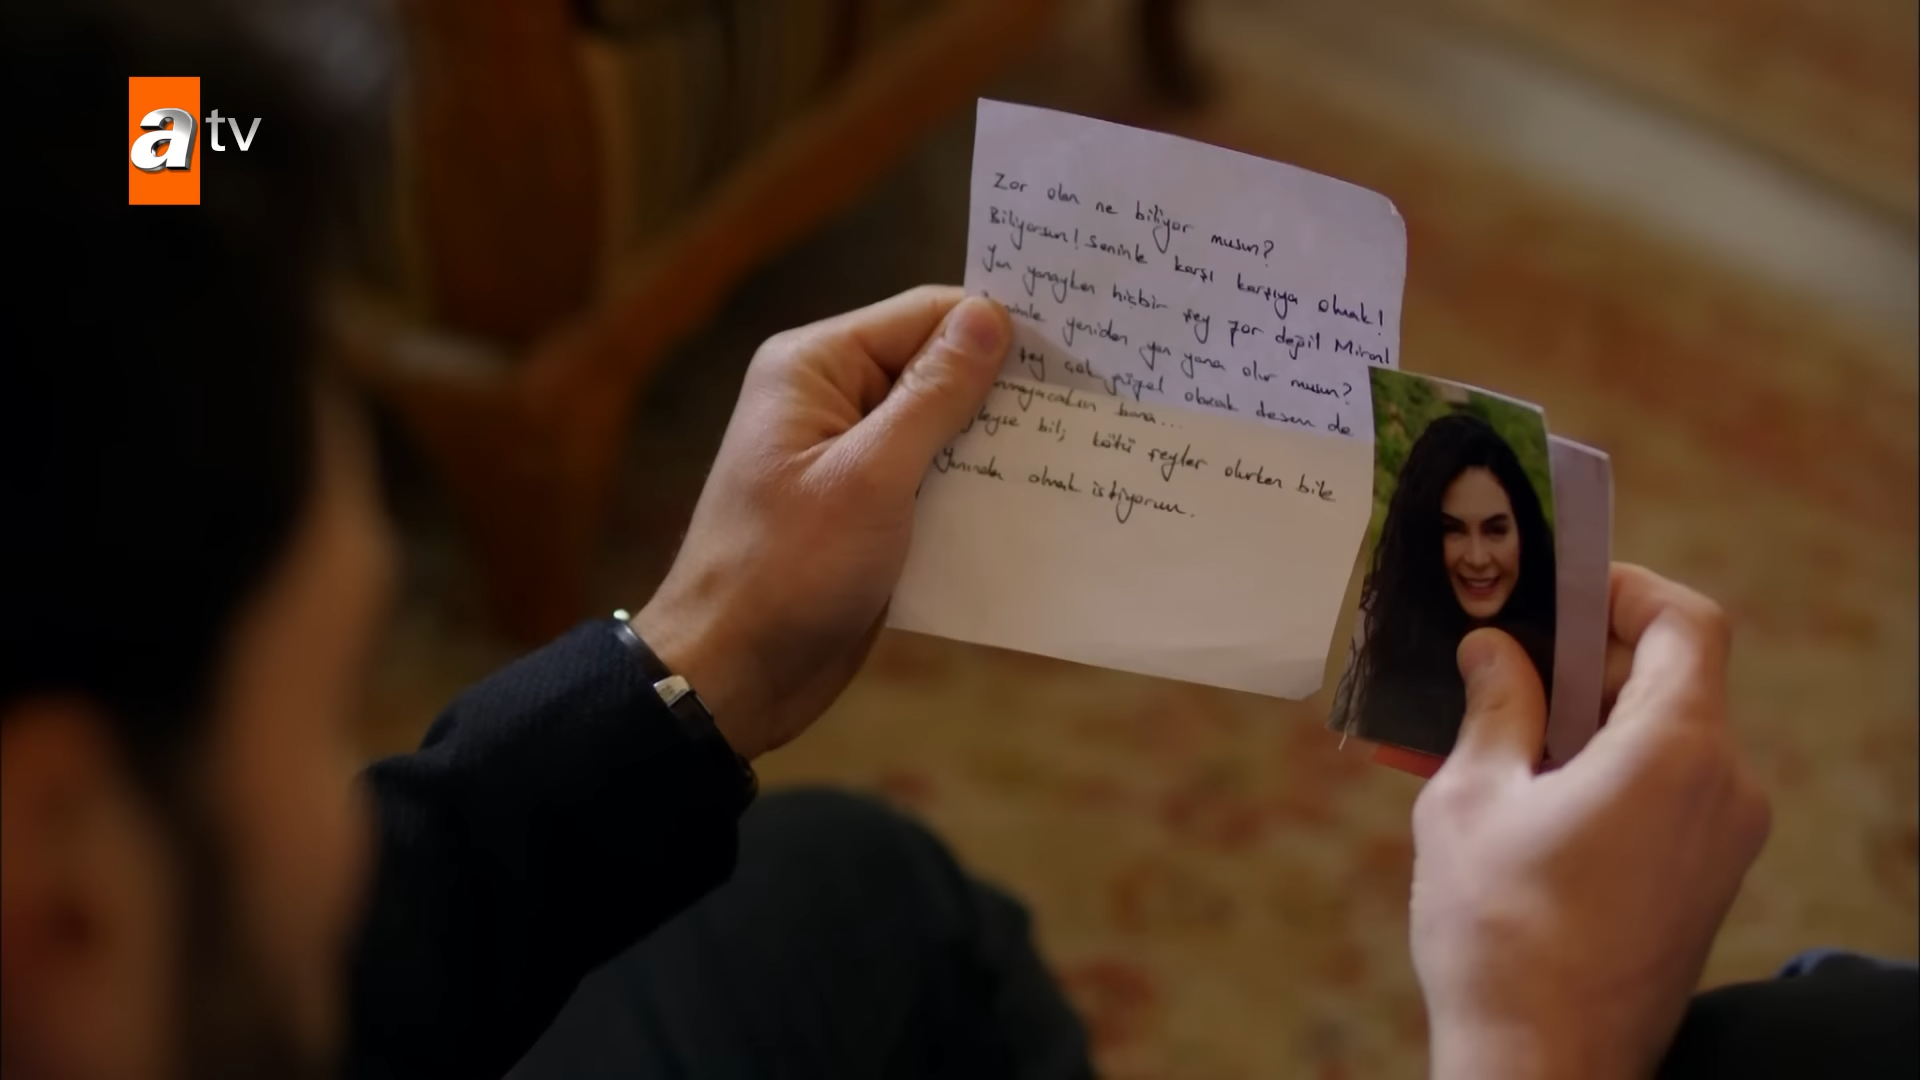 atv
Zor olan ne biliyor musun?
Biliyorsun! Seninle karşı karşıya olmak!
Yan yanayken hiçbir şey zor değil Miran!
yeniden yan yana olur musun?
şey çok güzel olacak desem de
bana...
bil; kötü şeyler olurken bile
Yanında olmak istiyorum.